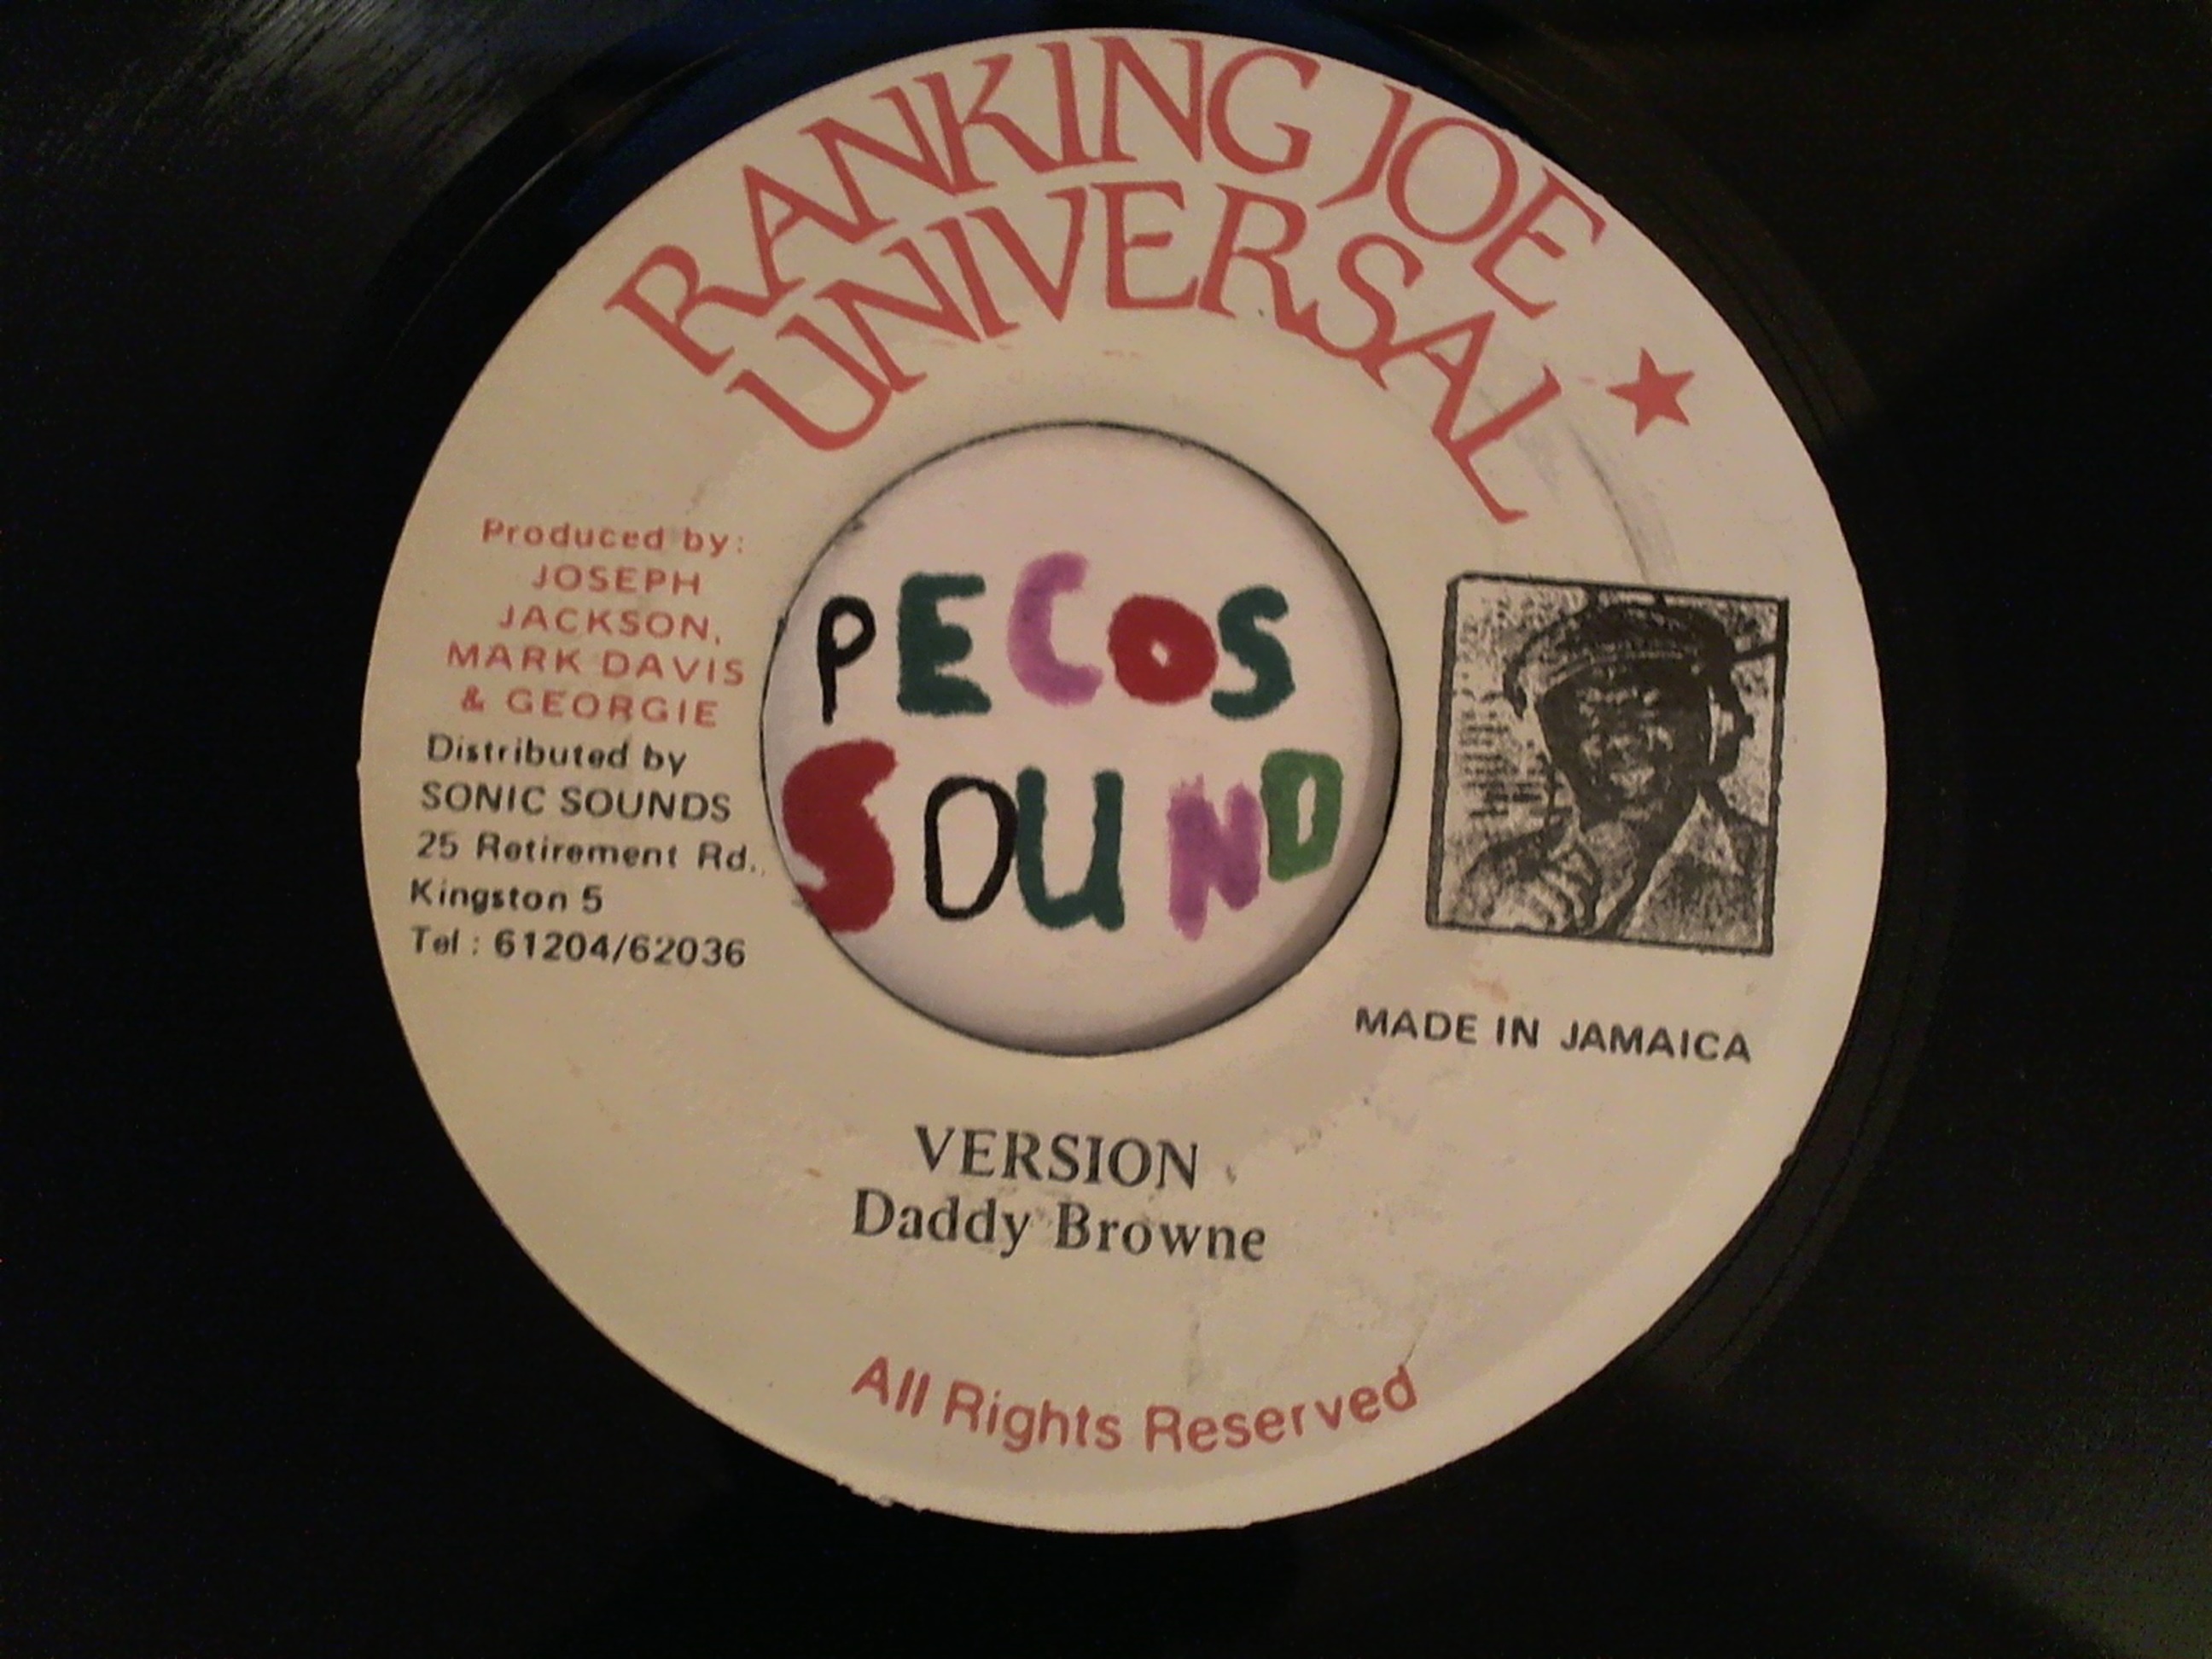 RANKING JOE
UNIVERSAL
Produced by:
JOSEPH
JACKSON,
MARK DAVIS
& GEORGIE
Distributed by
SONIC SOUNDS
25 Retirement Rd.,
Kingston 5
Tel : 61204/62036
PECOS
SOUND
MADE IN JAMAICA
VERSION
Daddy Browne
All Rights Reserved